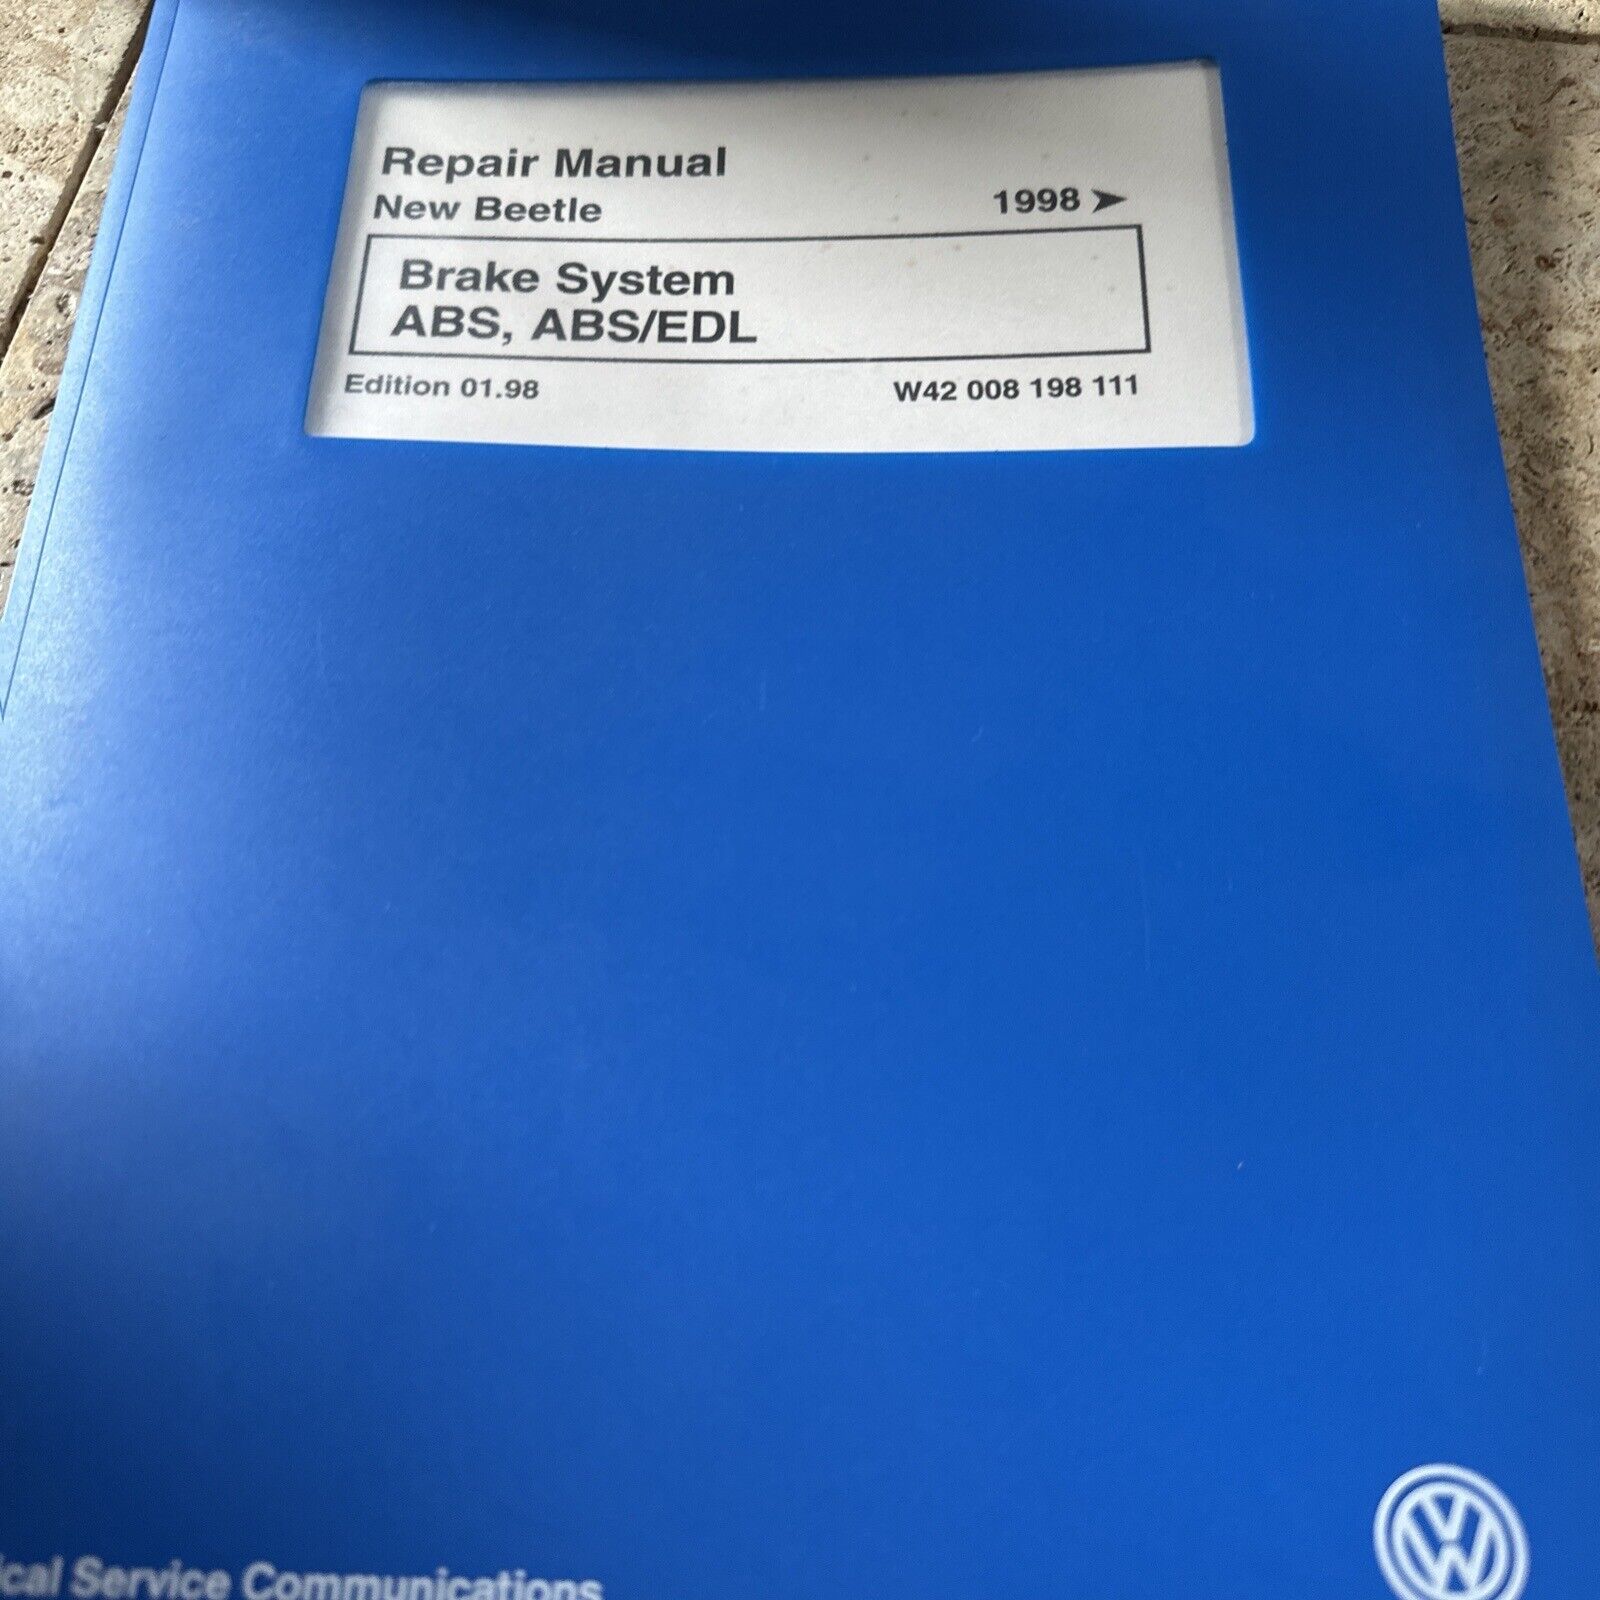 Repair Manual
New Beetle 1998 ➤
Brake System
ABS, ABS/EDL
Edition 01.98 W42 008 198 111
Service Communications